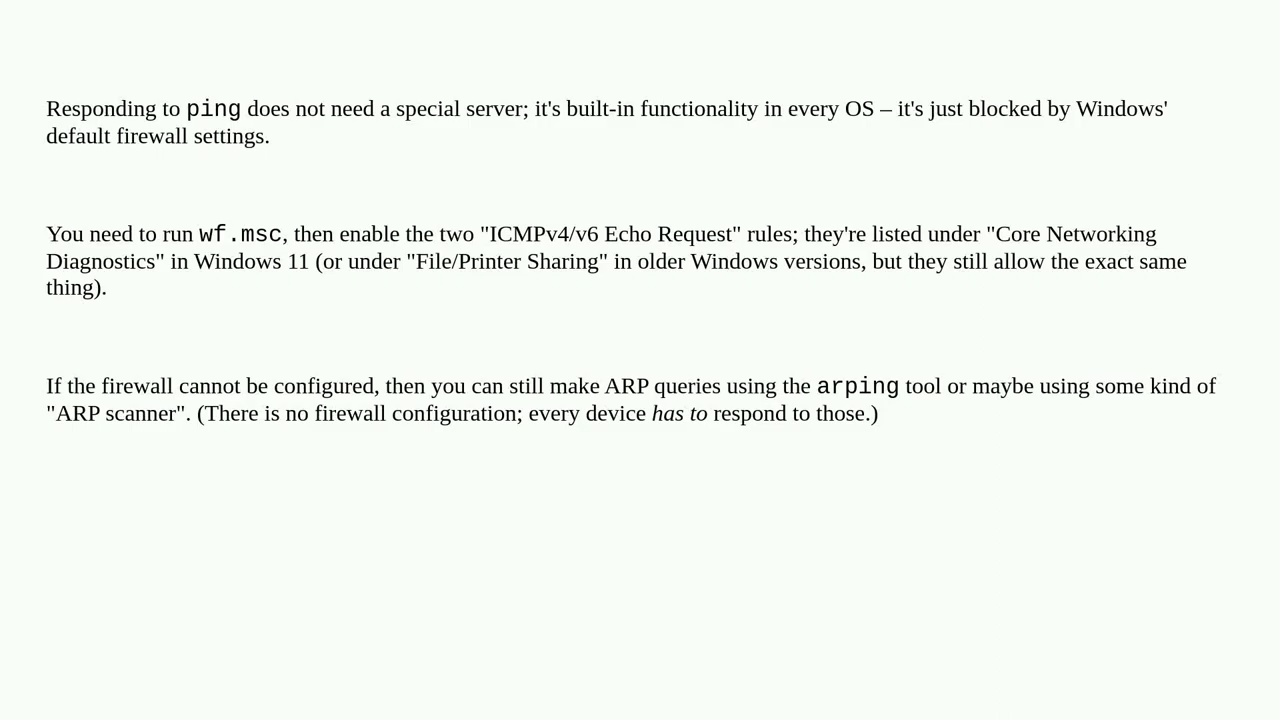 Responding to ping does not need a special server; it's built-in functionality in every OS – it's just blocked by Windows'
default firewall settings.
You need to run wf.msc, then enable the two "ICMPv4/v6 Echo Request" rules; they're listed under "Core Networking
Diagnostics" in Windows 11 (or under "File/Printer Sharing" in older Windows versions, but they still allow the exact same
thing).
If the firewall cannot be configured, then you can still make ARP queries using the arping tool or maybe using some kind of
"ARP scanner". (There is no firewall configuration; every device has to respond to those.)